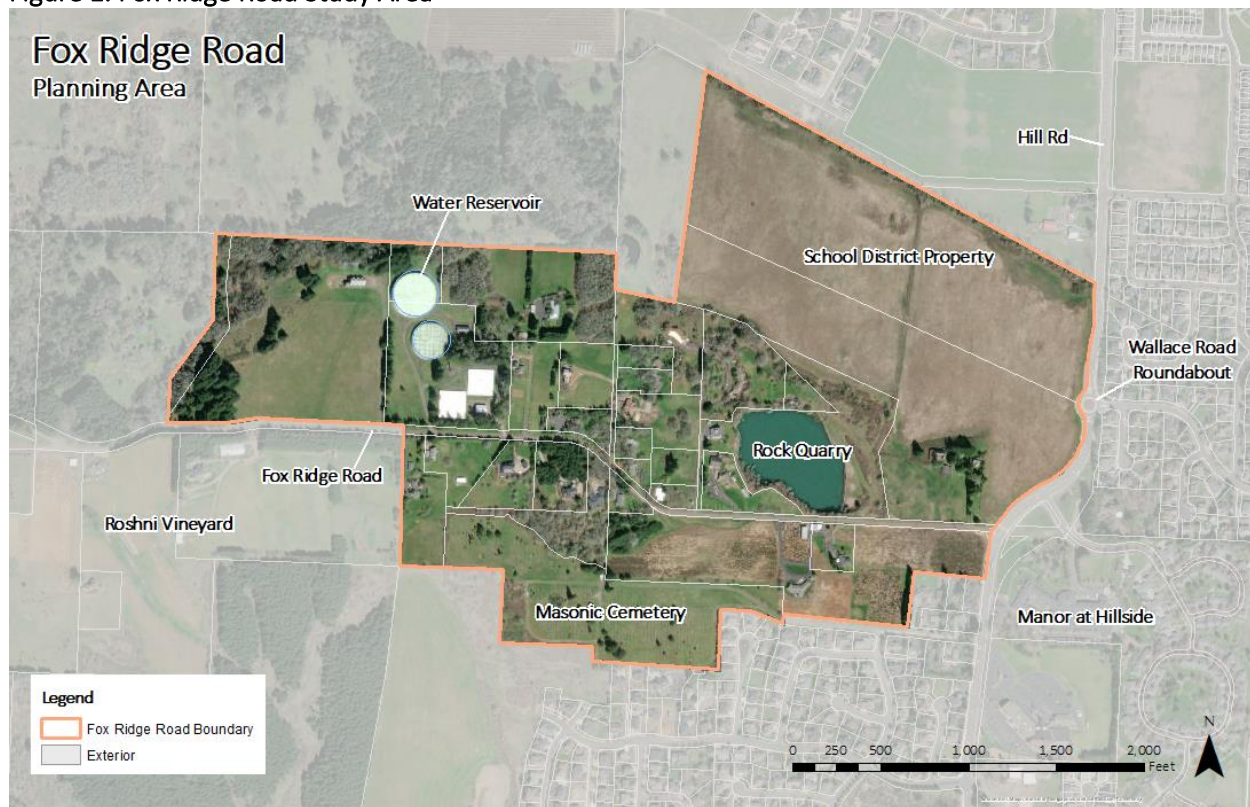 Fox Ridge Road
Planning Area
Hill Rd
Water Reservoir
School District Property
Wallace Road
Roundabout
Rock Quarry
Fox Ridge Road
Roshni Vineyard
Masonic Cemetery
Manor at Hillside
Legend
Fox Ridge Road Boundary
Exterior
N
0 250 500 1,000 1,500 2,000
Feet